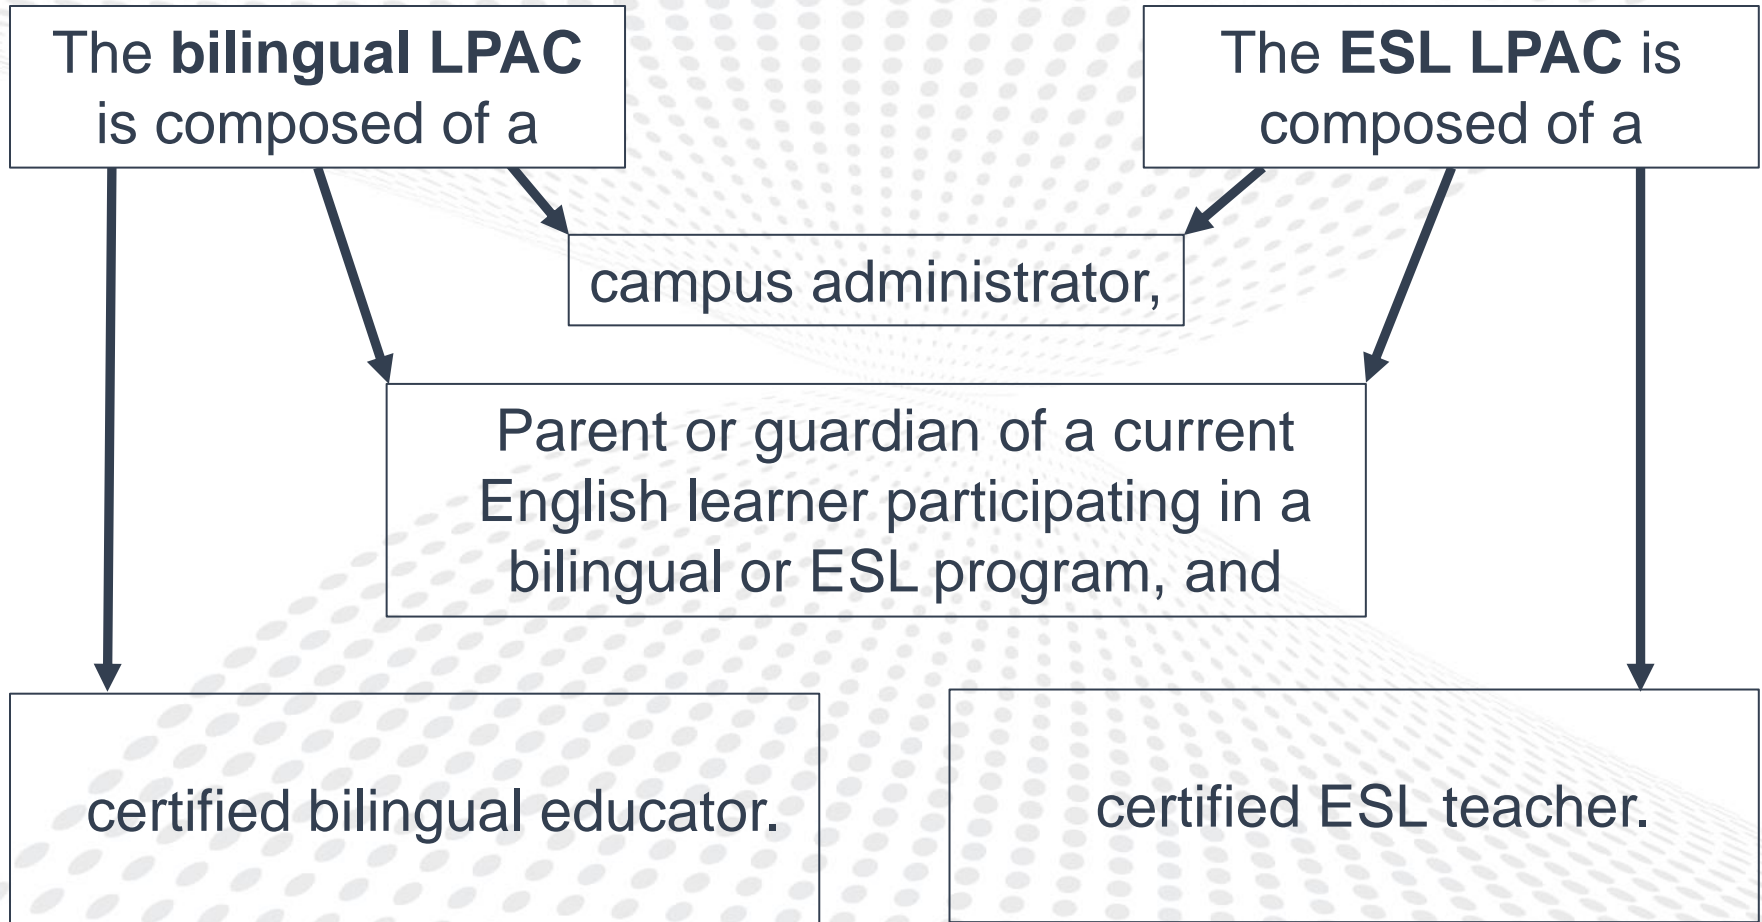 The bilingual LPAC
is composed of a
The ESL LPAC is
composed of a
campus administrator,
Parent or guardian of a current
English learner participating in a
bilingual or ESL program, and
certified bilingual educator.
certified ESL teacher.